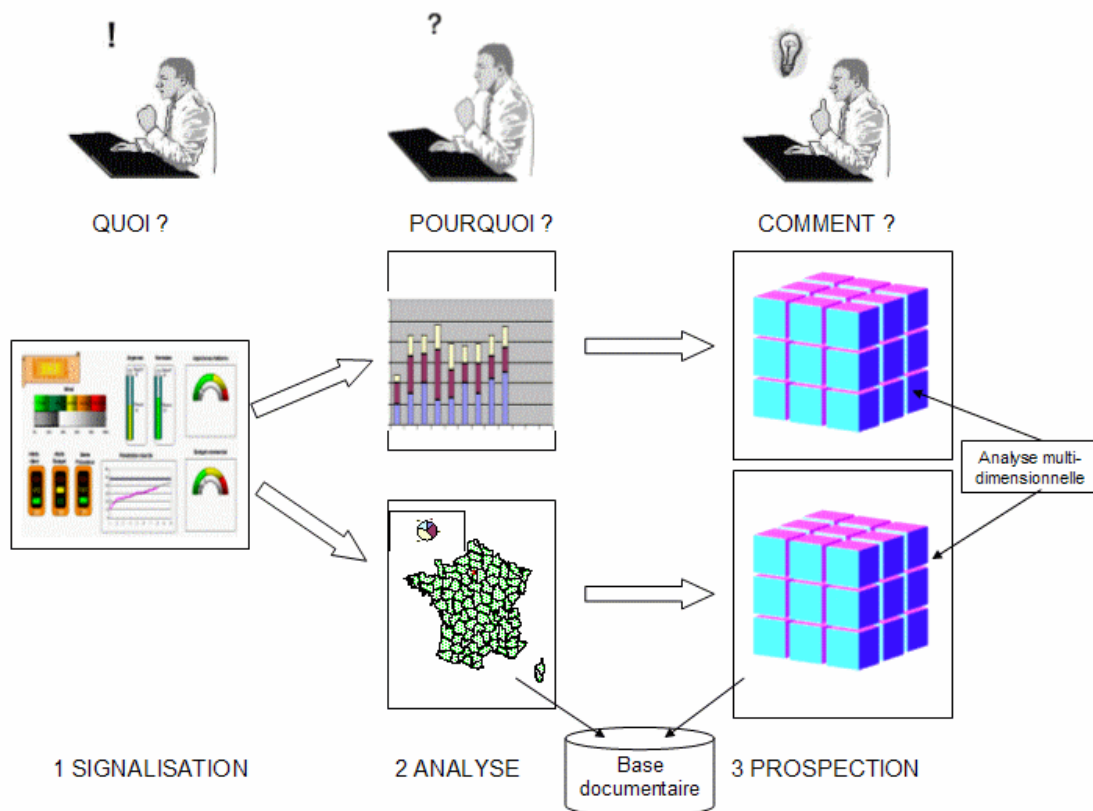 !
?
QUOI ?
POURQUOI ?
COMMENT ?
Analyse multi-
dimensionnelle
Base
documentaire
1 SIGNALISATION
2 ANALYSE
3 PROSPECTION